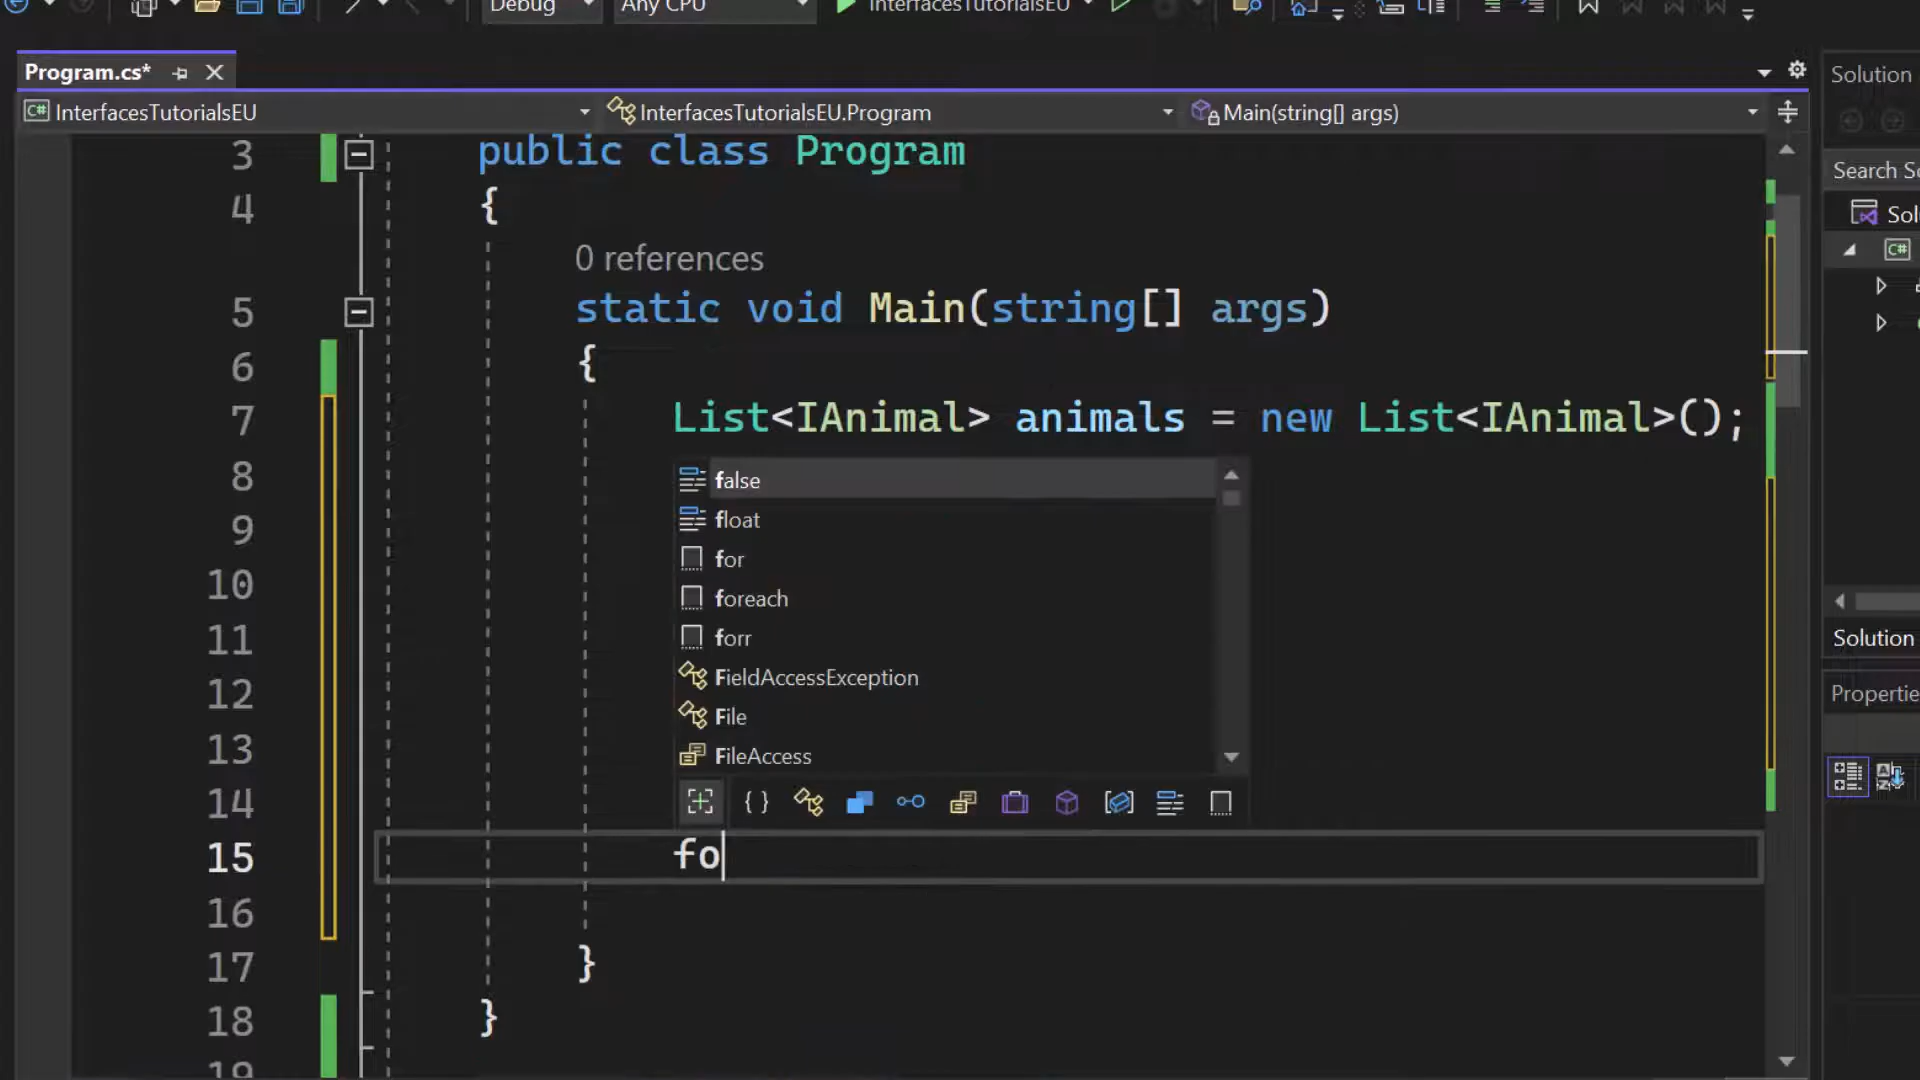 Debug Any CPU InterfacesTutorialsEU
Program.cs*
InterfacesTutorialsEU InterfacesTutorialsEU.Program Main(string[] args)
Solution
Search So
Sol
3 public class Program
4 {
0 references
5 static void Main(string[] args)
6 {
7 List<IAnimal> animals = new List<IAnimal>();
8
false
9
float
for
10
foreach
11
forr
Solution
12
FieldAccessException
Propertie
File
13
FileAccess
14
15 fo
16
17 }
18 }
19